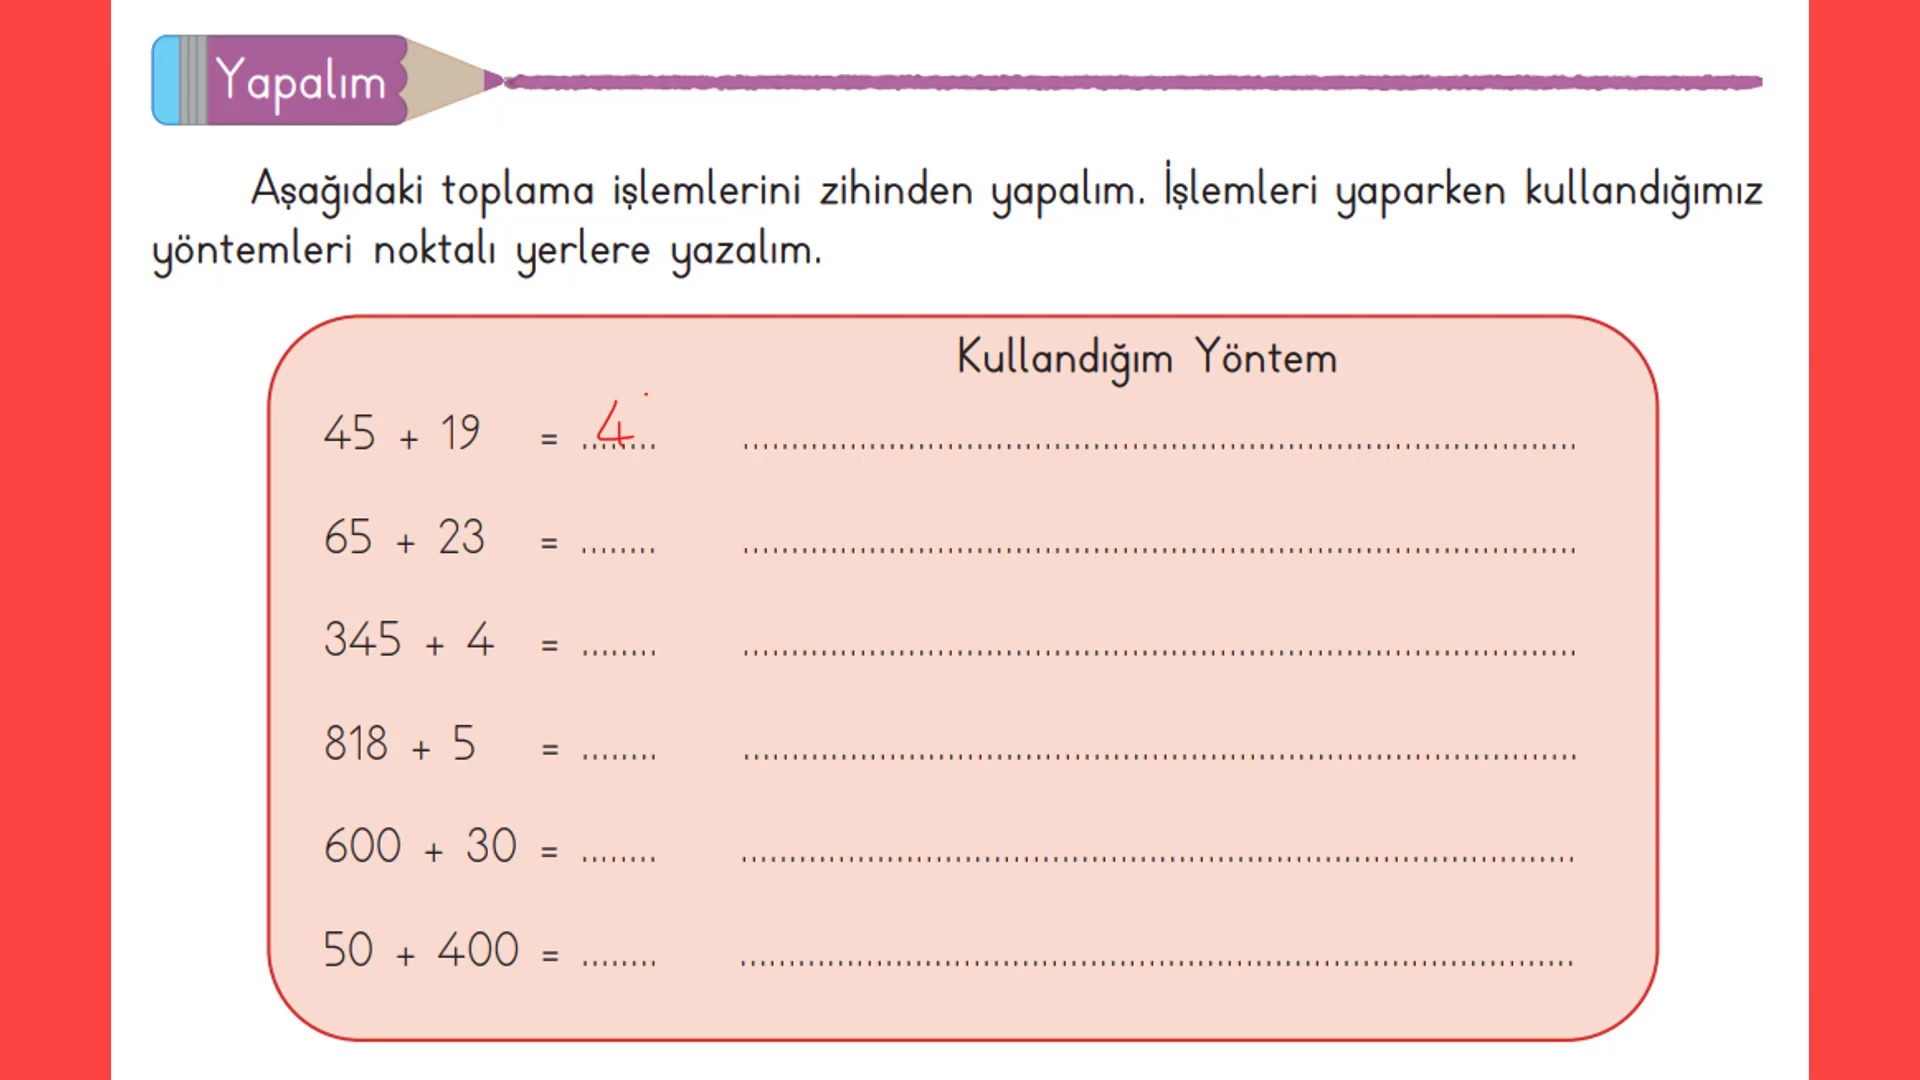 Yapalım
Aşağıdaki toplama işlemlerini zihinden yapalım. İşlemleri yaparken kullandığımız
yöntemleri noktalı yerlere yazalım.
Kullandığım Yöntem
45 + 19 = ...4.... ....................
65 + 23 = ........ ....................
345 + 4 = ........ ....................
818 + 5 = ........ ....................
600 + 30 = ........ ....................
50 + 400 = ........ ....................